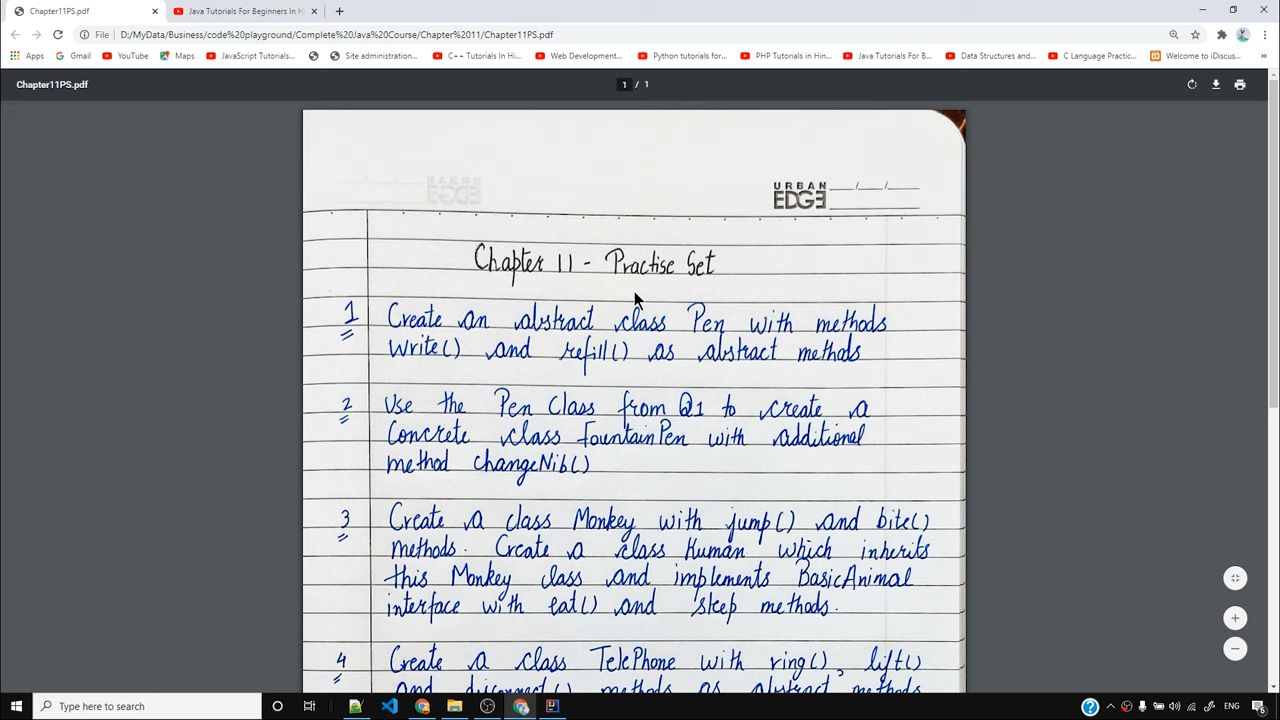 Chapter11PS.pdf
Java Tutorials For Beginners In H
File D:/MyData/Business/code%20playground/Complete%20Java%20Course/Chapter%2011/Chapter11PS.pdf
Apps Gmail YouTube Maps JavaScript Tutorials... Site administration... C++ Tutorials In Hi... Web Development... Python tutorials for... PHP Tutorials in Hin... Java Tutorials For B... Data Structures and... C Language Practic... Welcome to iDiscus...
Chapter11PS.pdf
1 / 1
URBAN
EDGE
Chapter 11 - Practise Set
1 Create an abstract class Pen with methods
write() and refill() as abstract methods
2 Use the Pen Class from Q1 to create a
Concrete class FountainPen with additional
method changeNib()
3 Create a class Monkey with jump() and bite()
methods. Create a class Human which inherits
this Monkey class and implements BasicAnimal
interface with eat() and sleep methods.
4 Create a class TelePhone with ring(), lift()
and disconnect() methods as abstract methods
Type here to search
ENG